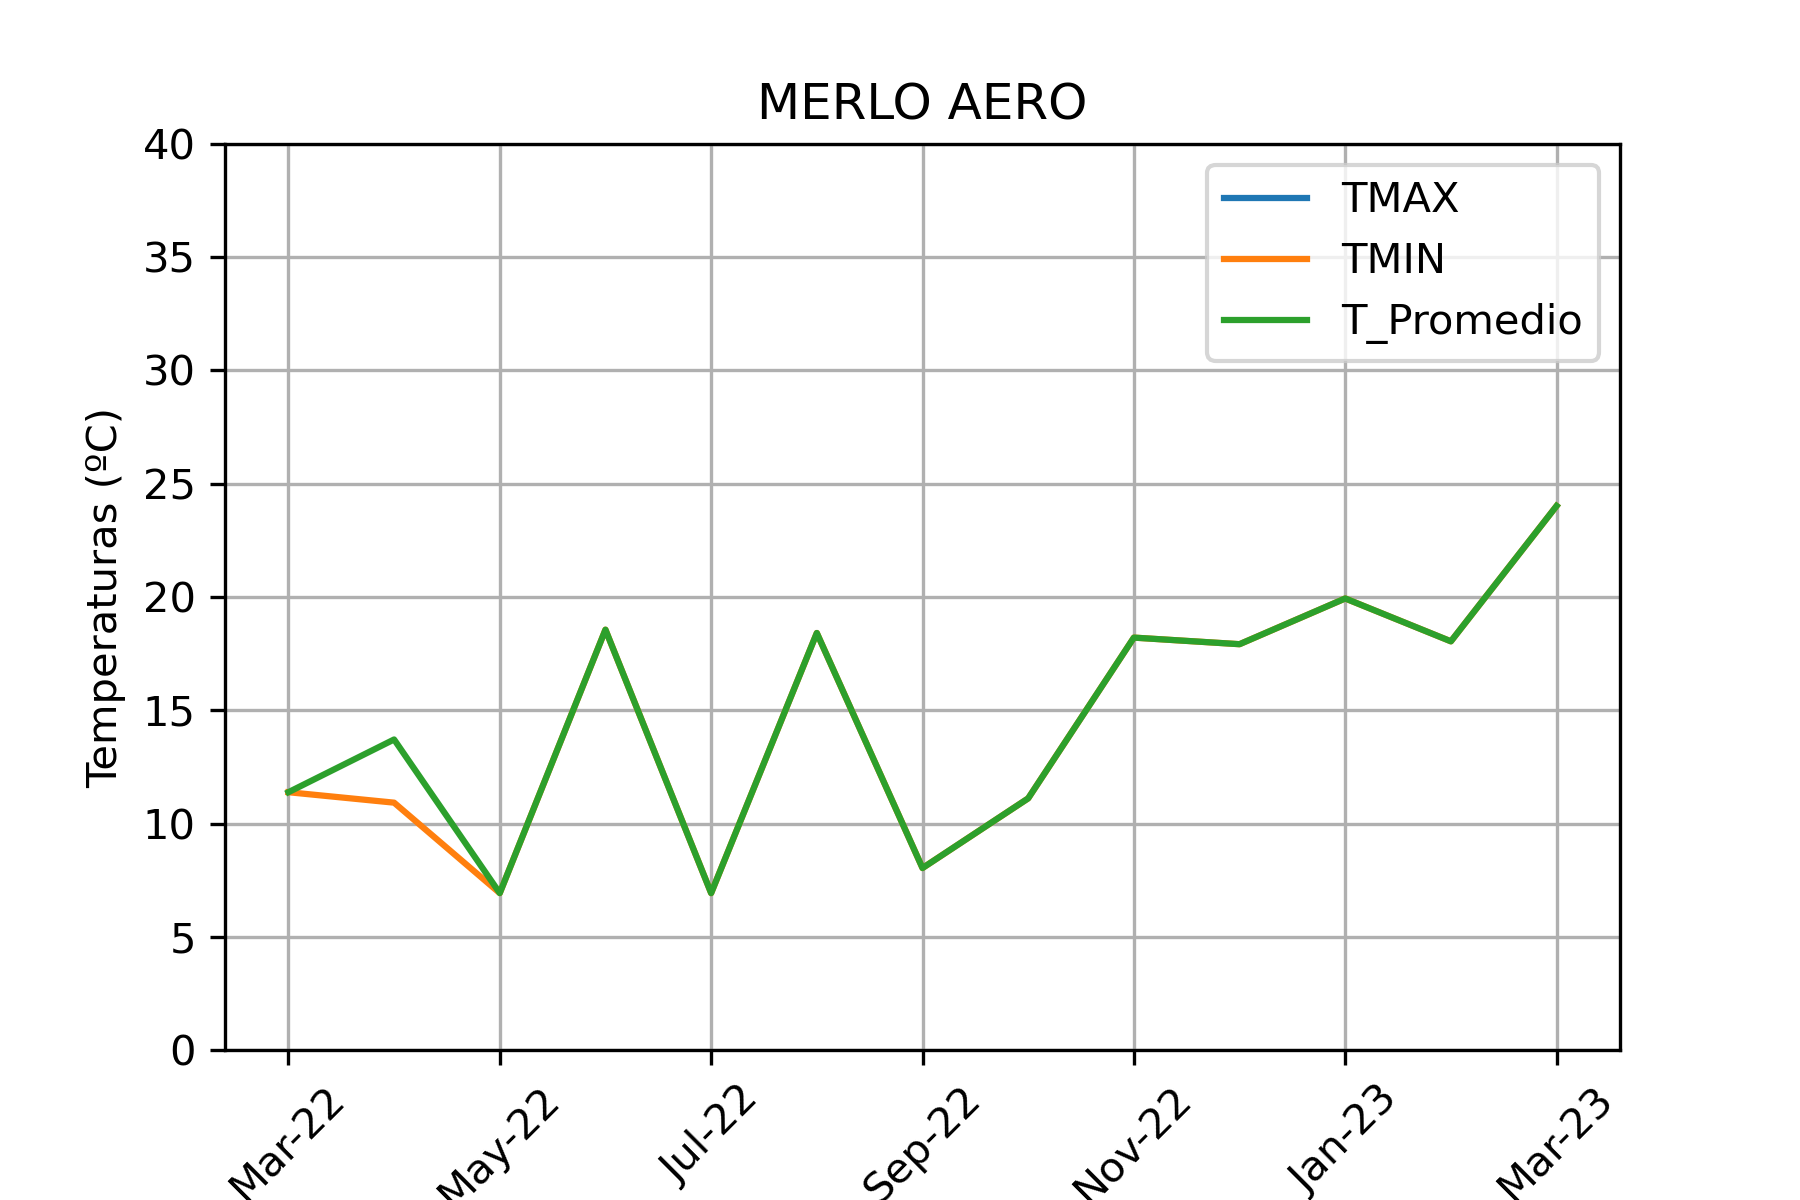 MERLO AERO
40
35
30
25
20
15
10
5
0
Temperaturas (ºC)
TMAX
TMIN
T_Promedio
Mar-22
May-22
Jul-22
Sep-22
Nov-22
Jan-23
Mar-23